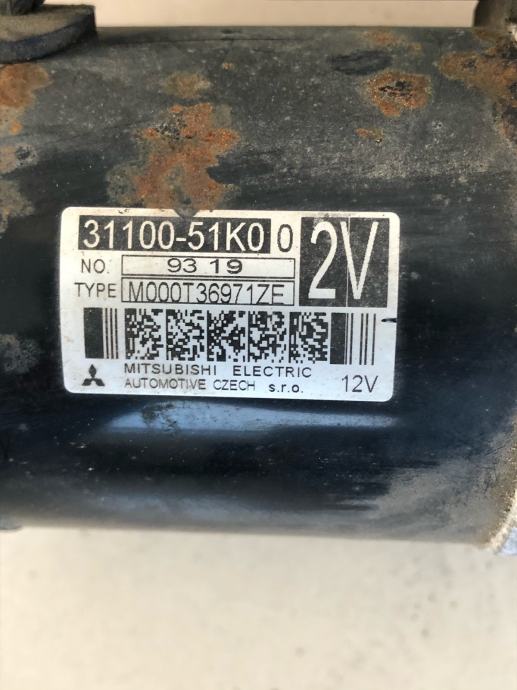 31100-51K0 0
2V
NO. 93 19
TYPE M000T36971ZE
MITSUBISHI ELECTRIC
AUTOMOTIVE CZECH s.r.o. 12V